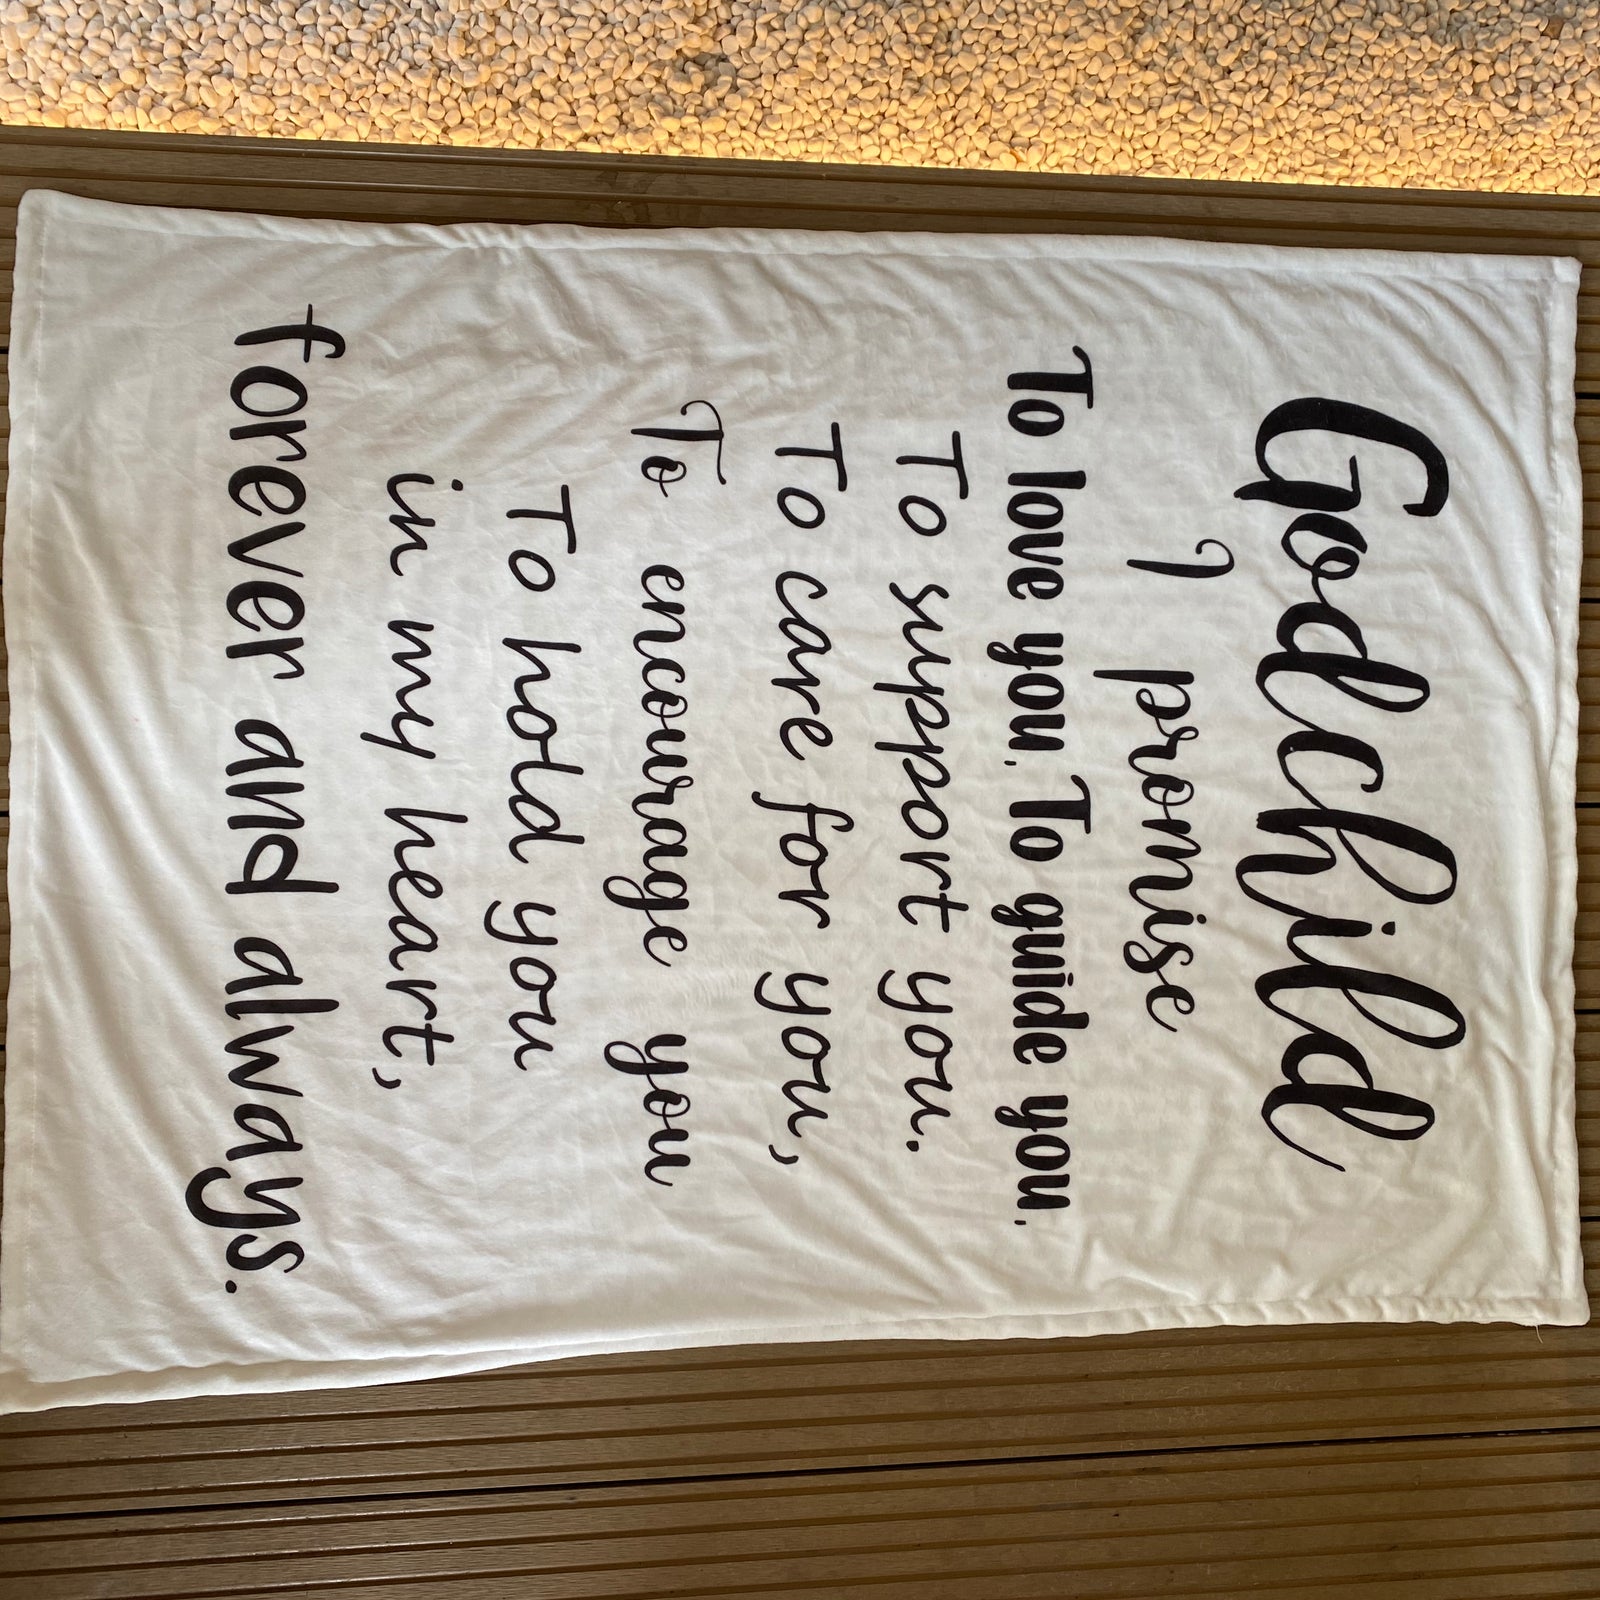 Godchild
I promise
To love you. To guide you.
To support you.
To care for you,
To encourage you
To hold you
in my heart,
forever and always.